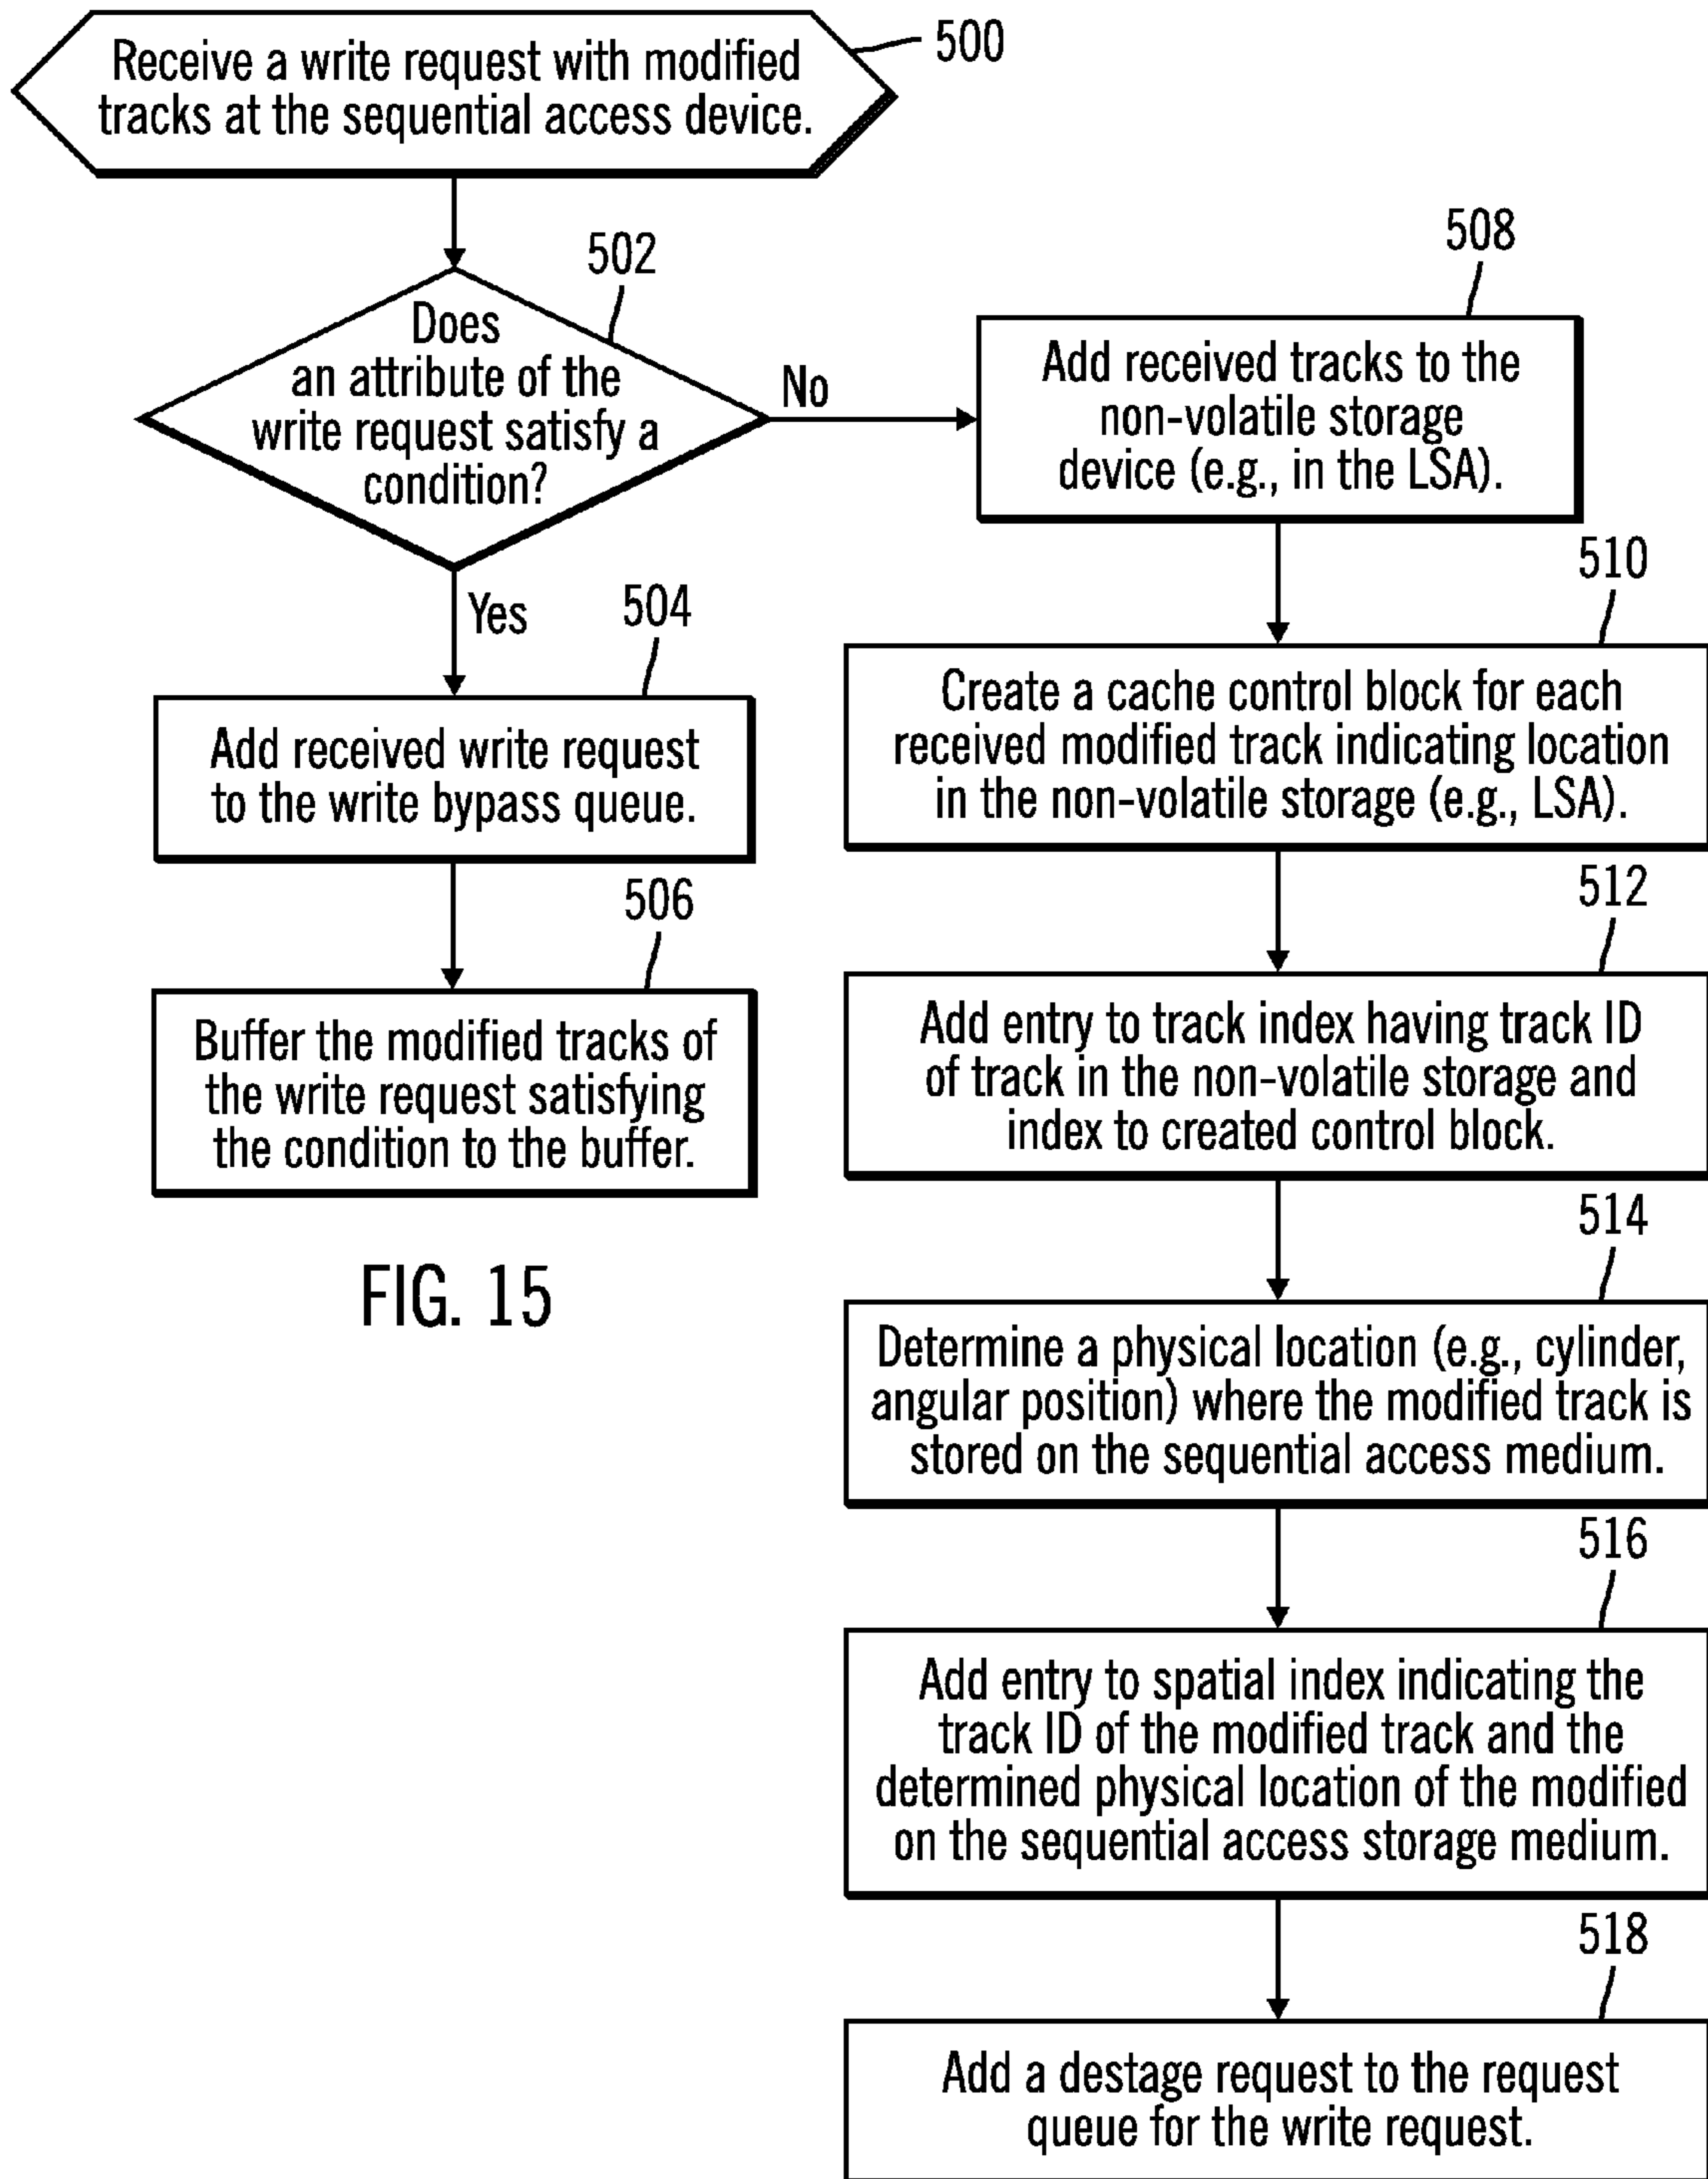 Receive a write request with modified
tracks at the sequential access device.
500
502
Does
an attribute of the
write request satisfy a
condition?
No
Yes
504
Add received write request
to the write bypass queue.
506
Buffer the modified tracks of
the write request satisfying
the condition to the buffer.
508
Add received tracks to the
non-volatile storage
device (e.g., in the LSA).
510
Create a cache control block for each
received modified track indicating location
in the non-volatile storage (e.g., LSA).
512
Add entry to track index having track ID
of track in the non-volatile storage and
index to created control block.
514
Determine a physical location (e.g., cylinder,
angular position) where the modified track is
stored on the sequential access medium.
516
Add entry to spatial index indicating the
track ID of the modified track and the
determined physical location of the modified
on the sequential access storage medium.
518
Add a destage request to the request
queue for the write request.
FIG. 15